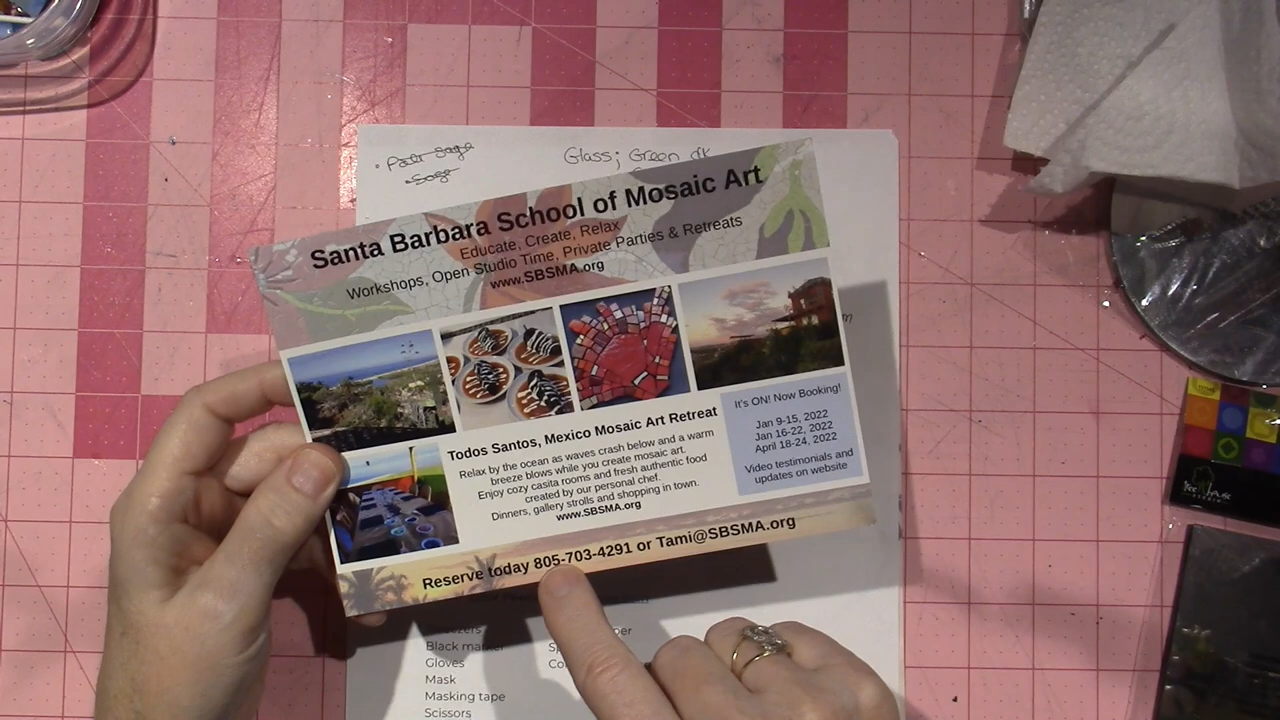 Pale Sage
Sage
Glass; Green dk
Santa Barbara School of Mosaic Art
Educate, Create, Relax
Workshops, Open Studio Time, Private Parties & Retreats
www.SBSMA.org
Todos Santos, Mexico Mosaic Art Retreat
Relax by the ocean as waves crash below and a warm
breeze blows while you create mosaic art.
Enjoy cozy casita rooms and fresh authentic food
created by our personal chef.
Dinners, gallery strolls and shopping in town.
www.SBSMA.org
It's ON! Now Booking!
Jan 9-15, 2022
Jan 16-22, 2022
April 18-24, 2022
Video testimonials and
updates on website
Reserve today 805-703-4291 or Tami@SBSMA.org
Black
Gloves
Mask
Masking tape
Scissors